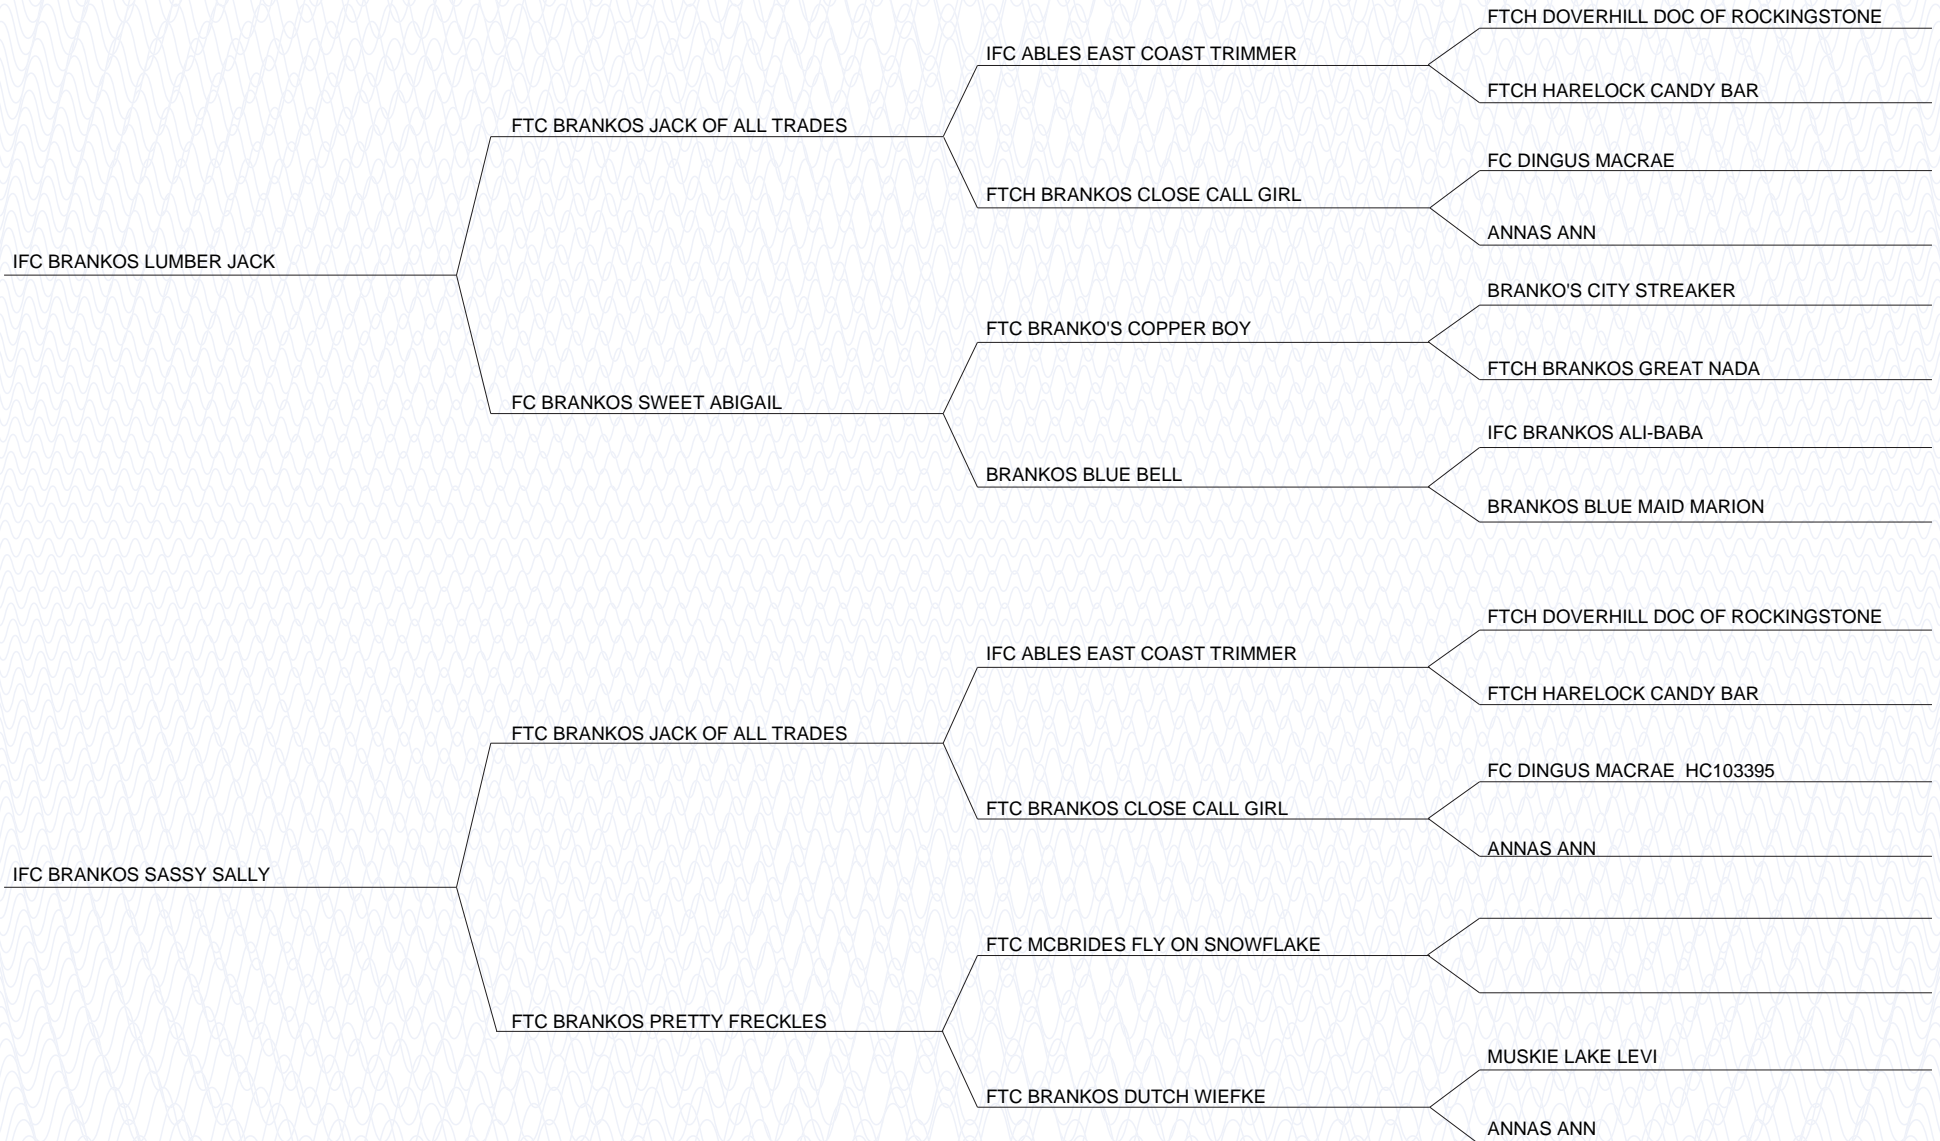 FTCH DOVERHILL DOC OF ROCKINGSTONE
IFC ABLES EAST COAST TRIMMER
FTCH HARELOCK CANDY BAR
FTC BRANKOS JACK OF ALL TRADES
FC DINGUS MACRAE
FTCH BRANKOS CLOSE CALL GIRL
ANNAS ANN
IFC BRANKOS LUMBER JACK
BRANKO'S CITY STREAKER
FTC BRANKO'S COPPER BOY
FTCH BRANKOS GREAT NADA
FC BRANKOS SWEET ABIGAIL
IFC BRANKOS ALI-BABA
BRANKOS BLUE BELL
BRANKOS BLUE MAID MARION
FTCH DOVERHILL DOC OF ROCKINGSTONE
IFC ABLES EAST COAST TRIMMER
FTCH HARELOCK CANDY BAR
FTC BRANKOS JACK OF ALL TRADES
FC DINGUS MACRAE  HC103395
FTC BRANKOS CLOSE CALL GIRL
ANNAS ANN
IFC BRANKOS SASSY SALLY
FTC MCBRIDES FLY ON SNOWFLAKE
FTC BRANKOS PRETTY FRECKLES
MUSKIE LAKE LEVI
FTC BRANKOS DUTCH WIEFKE
ANNAS ANN